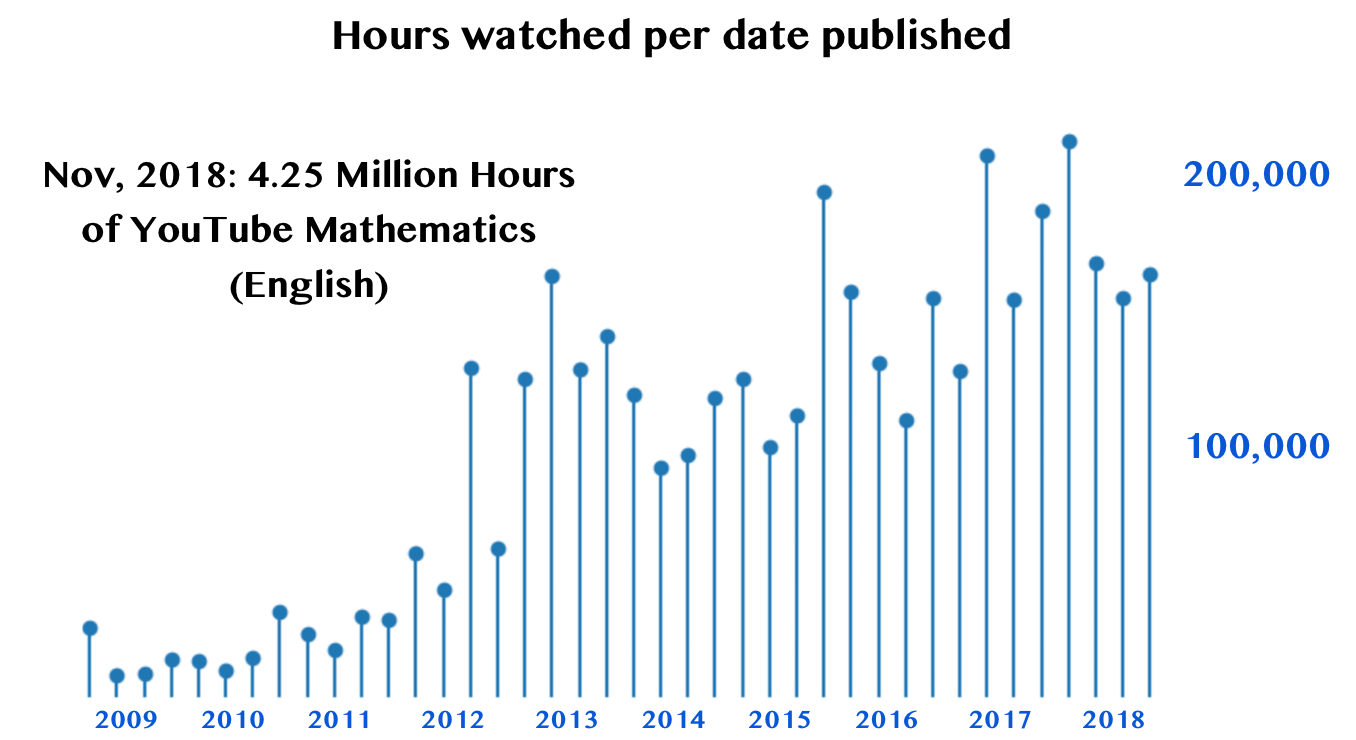 Hours watched per date published
Nov, 2018: 4.25 Million Hours
of YouTube Mathematics
(English)
200,000
100,000
2009 2010 2011 2012 2013 2014 2015 2016 2017 2018